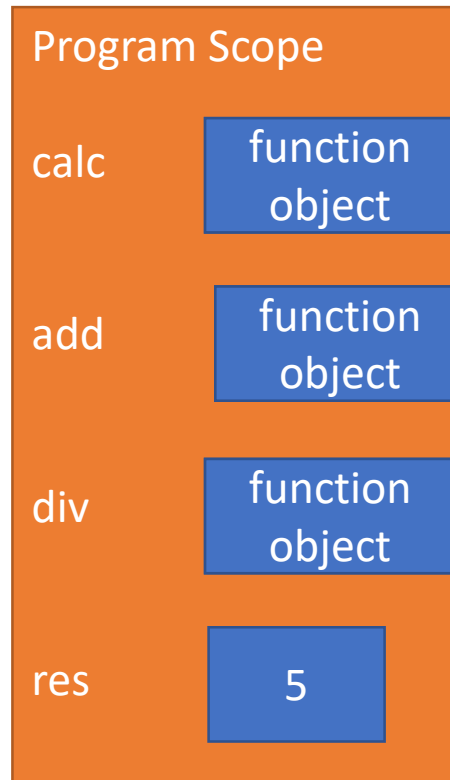 Program Scope
calc
function
object
add
function
object
div
function
object
res
5